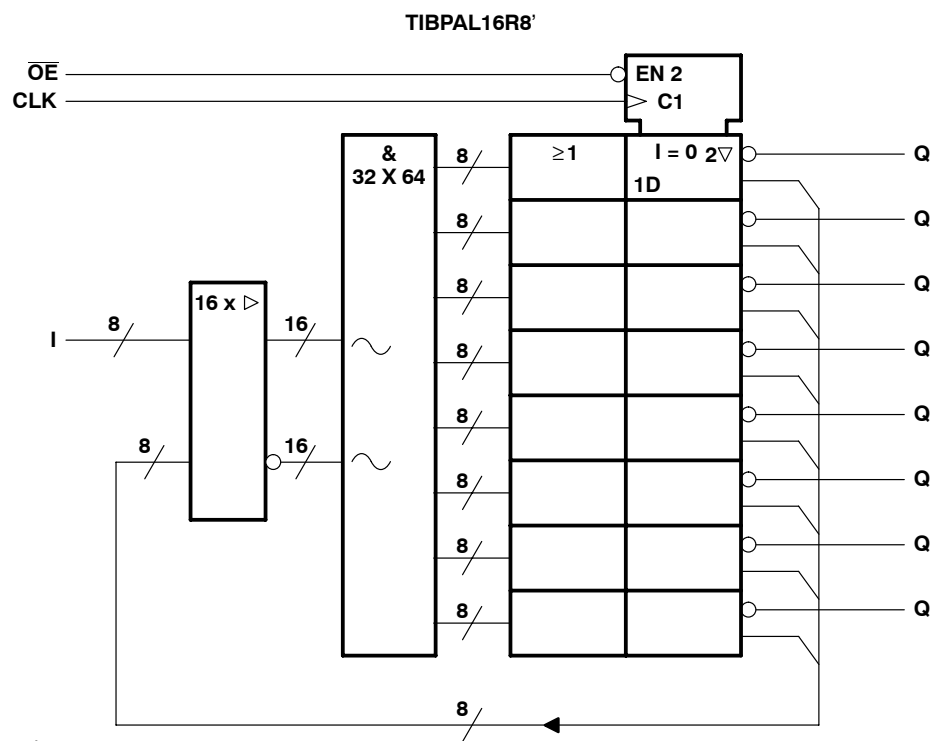 TIBPAL16R8’
OE
EN 2
CLK
C1
&
32 X 64
8
≥1
I = 0 2▽
1D
Q
8
Q
8
Q
16 x ▷
I
8
16
8
Q
8
Q
8
16
8
Q
8
Q
8
Q
8